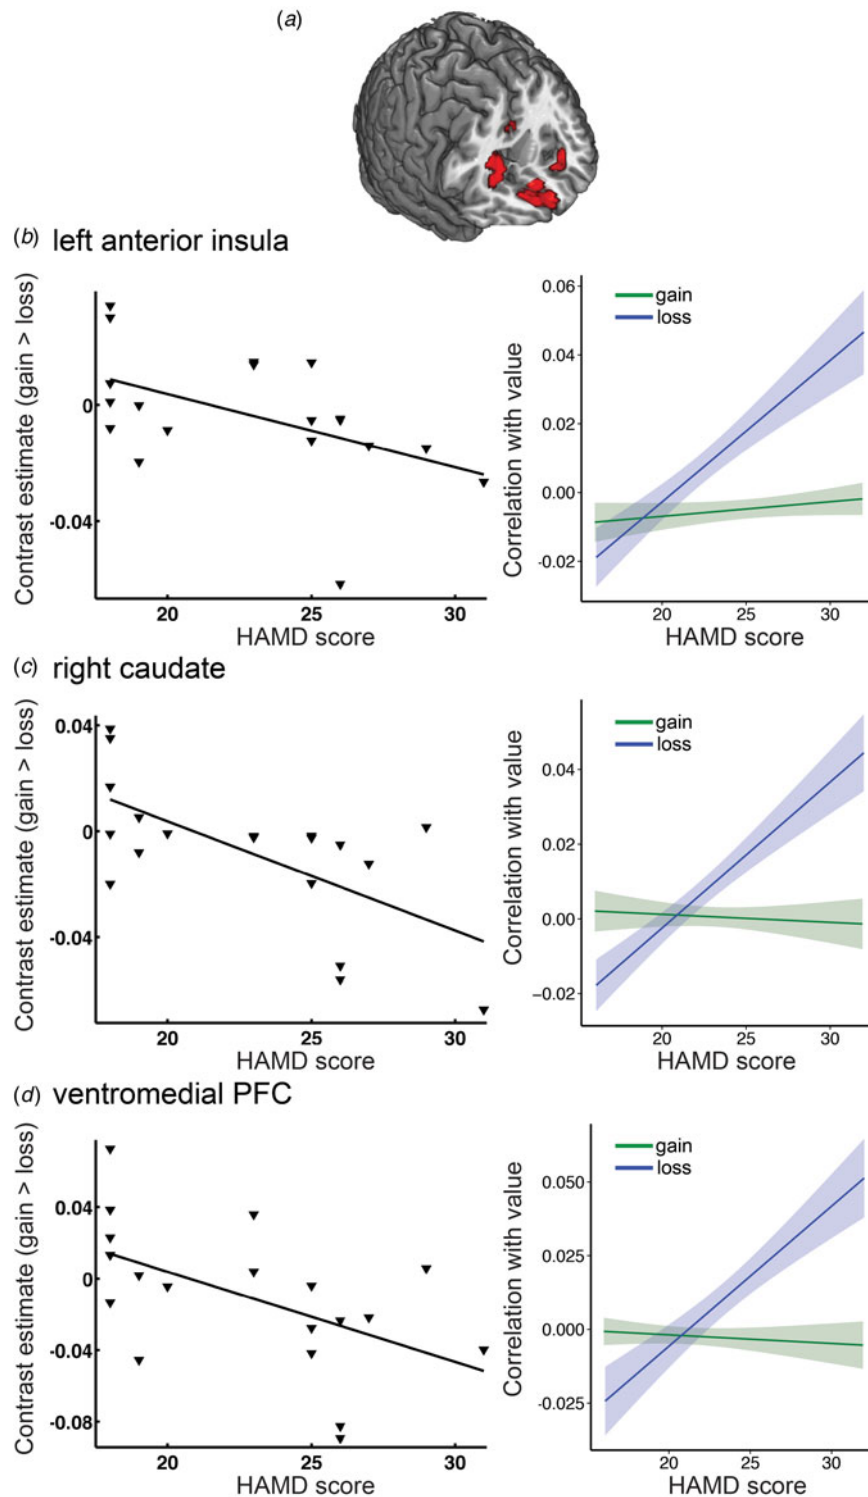 (a)
(b) left anterior insula
Contrast estimate (gain > loss)
0
-0.04
20 25 30
HAMD score
Correlation with value
0.06
0.04
0.02
0.00
-0.02
gain
loss
20 25 30
HAMD score
(c) right caudate
Contrast estimate (gain > loss)
0.04
0
-0.04
20 25 30
HAMD score
Correlation with value
0.04
0.02
0.00
−0.02
gain
loss
20 25 30
HAMD score
(d) ventromedial PFC
Contrast estimate (gain > loss)
0.04
0
-0.04
-0.08
20 25 30
HAMD score
Correlation with value
0.050
0.025
0.000
-0.025
gain
loss
20 25 30
HAMD score